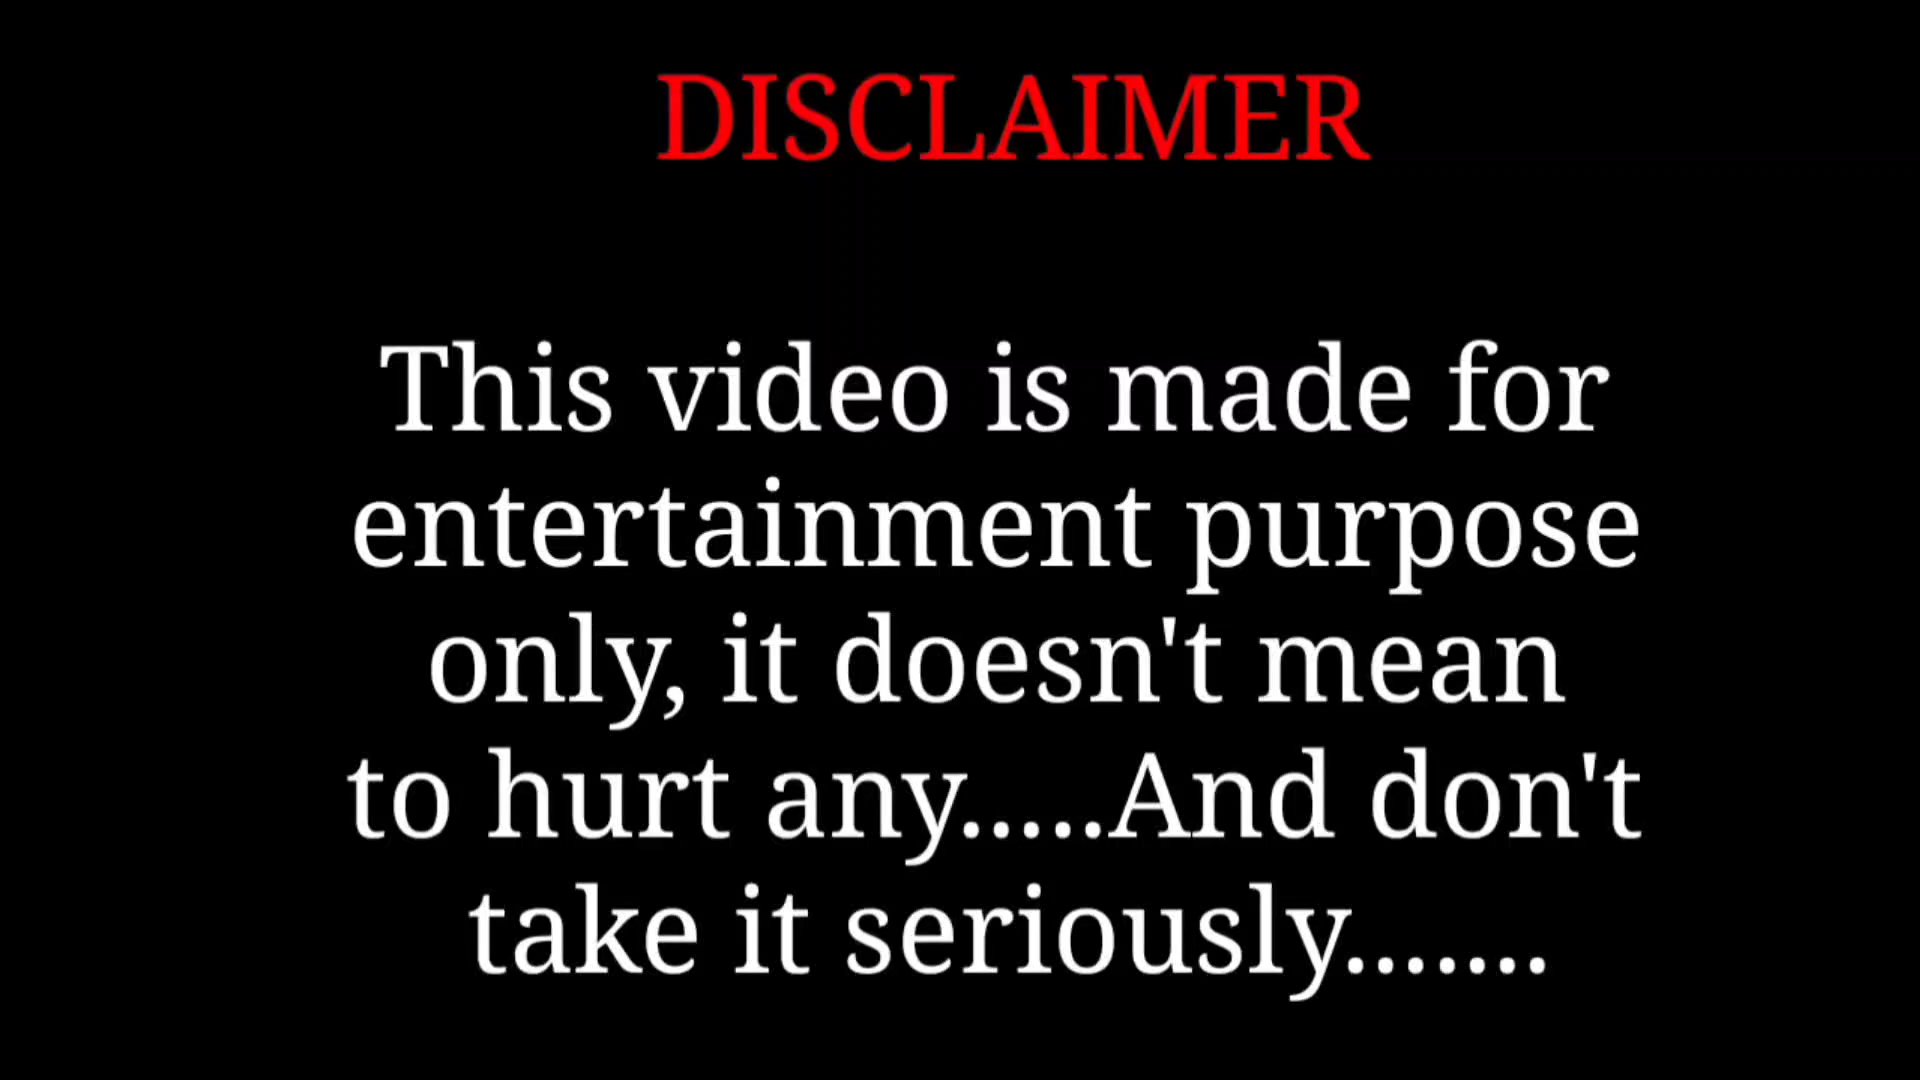 DISCLAIMER
This video is made for
entertainment purpose
only, it doesn't mean
to hurt any.....And don't
take it seriously.......